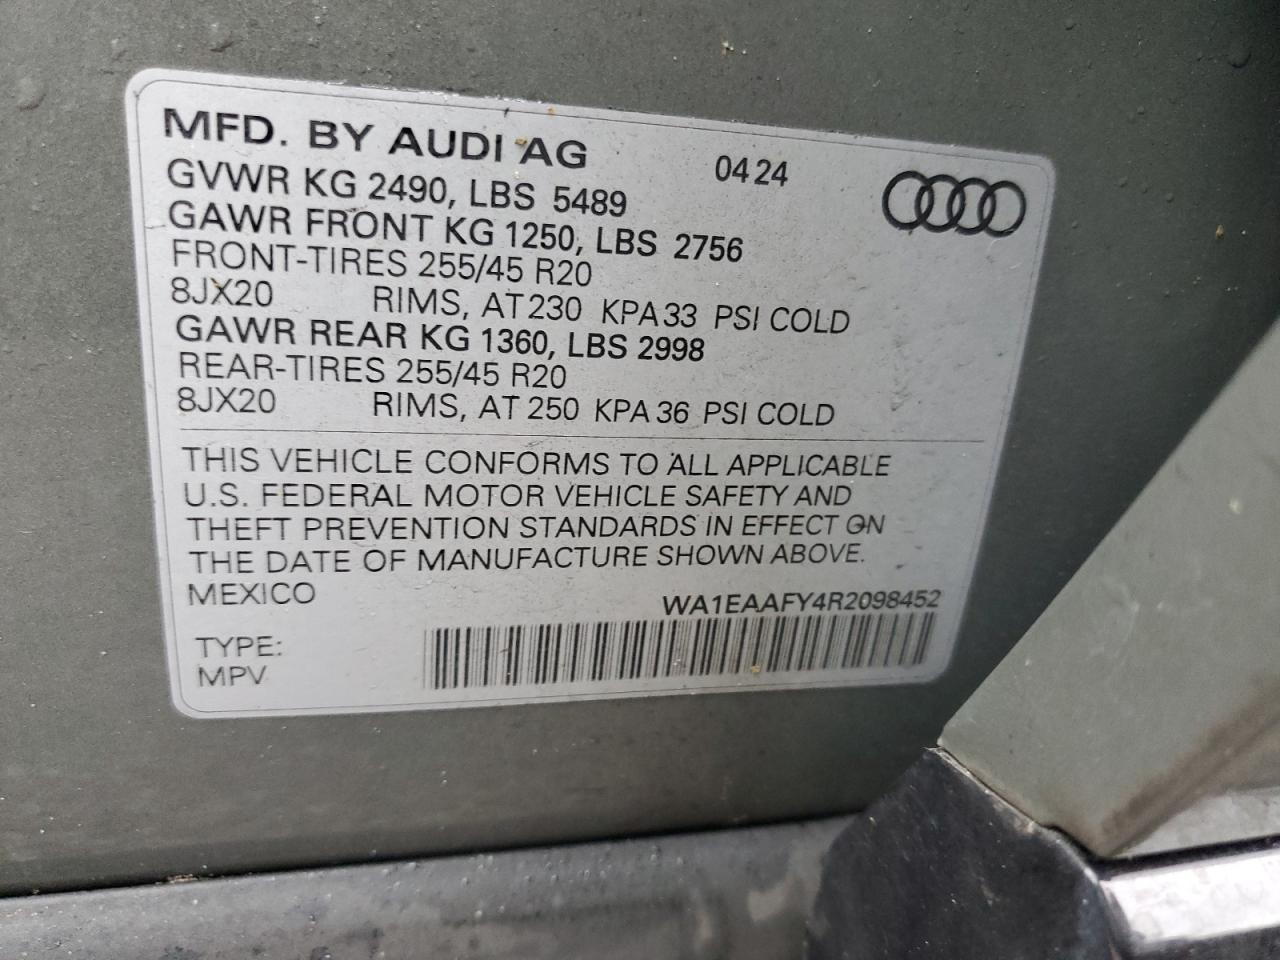 MFD. BY AUDI AG 04 24
GVWR KG 2490, LBS 5489
GAWR FRONT KG 1250, LBS 2756
FRONT-TIRES 255/45 R20
8JX20 RIMS, AT 230 KPA 33 PSI COLD
GAWR REAR KG 1360, LBS 2998
REAR-TIRES 255/45 R20
8JX20 RIMS, AT 250 KPA 36 PSI COLD
THIS VEHICLE CONFORMS TO ALL APPLICABLE
U.S. FEDERAL MOTOR VEHICLE SAFETY AND
THEFT PREVENTION STANDARDS IN EFFECT ON
THE DATE OF MANUFACTURE SHOWN ABOVE.
MEXICO WA1EAAFY4R2098452
TYPE:
MPV